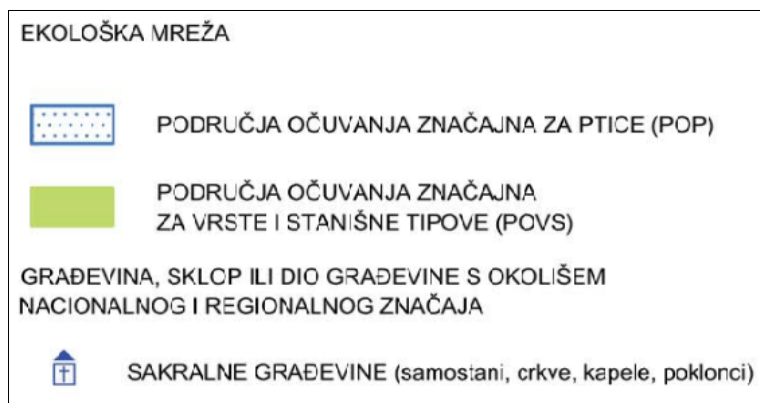 EKOLOŠKA MREŽA
PODRUČJA OČUVANJA ZNAČAJNA ZA PTICE (POP)
PODRUČJA OČUVANJA ZNAČAJNA
ZA VRSTE I STANIŠNE TIPOVE (POVS)
GRAĐEVINA, SKLOP ILI DIO GRAĐEVINE S OKOLIŠEM
NACIONALNOG I REGIONALNOG ZNAČAJA
SAKRALNE GRAĐEVINE (samostani, crkve, kapele, poklonci)